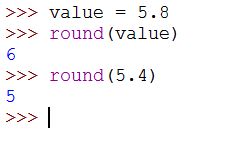 >>> value = 5.8
>>> round(value)
6
>>> round(5.4)
5
>>>